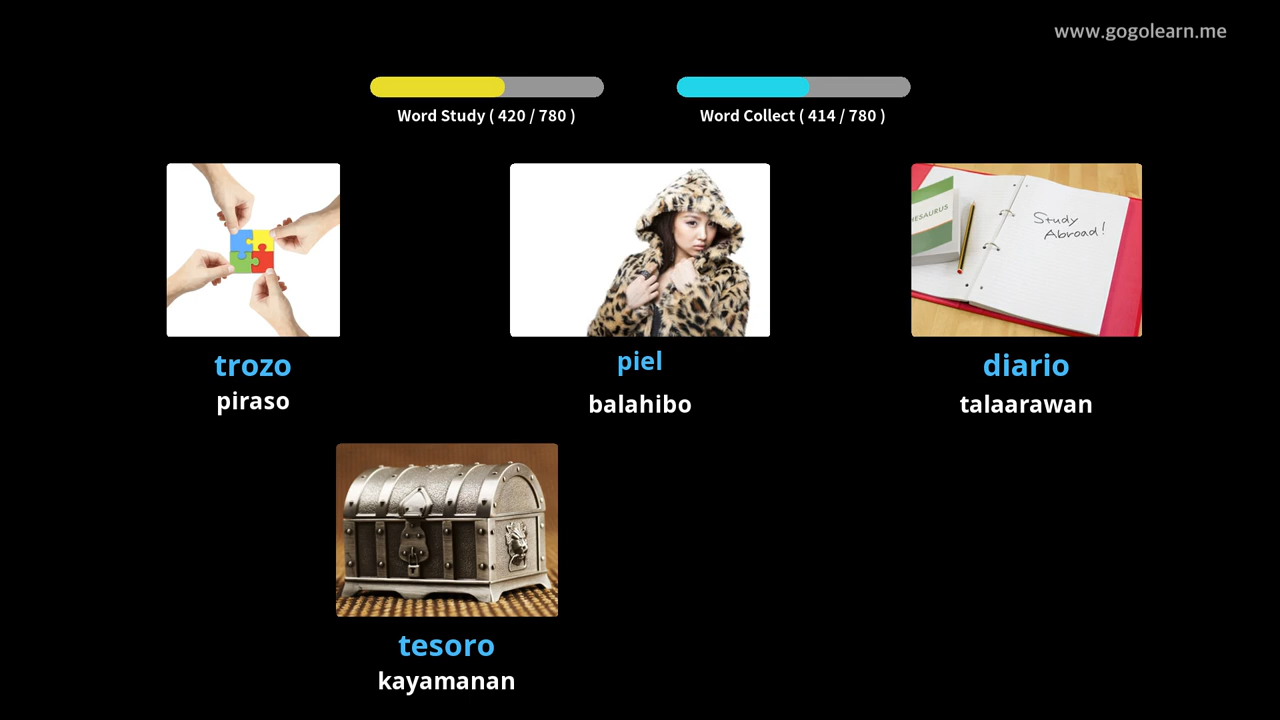 www.gogolearn.me
Word Study ( 420 / 780 )
Word Collect ( 414 / 780 )
ESAURUS
Study
Abroad!
trozo
piraso
piel
balahibo
diario
talaarawan
tesoro
kayamanan